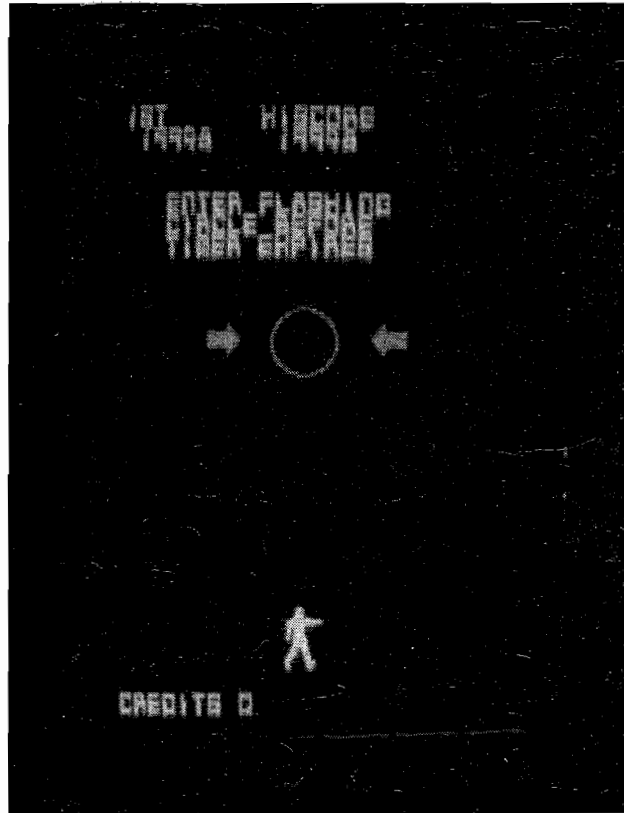 1ST HISCORE
ENTER FLASHING
CIRCLE BEFORE
TIMER EXPIRES
CREDITS 0